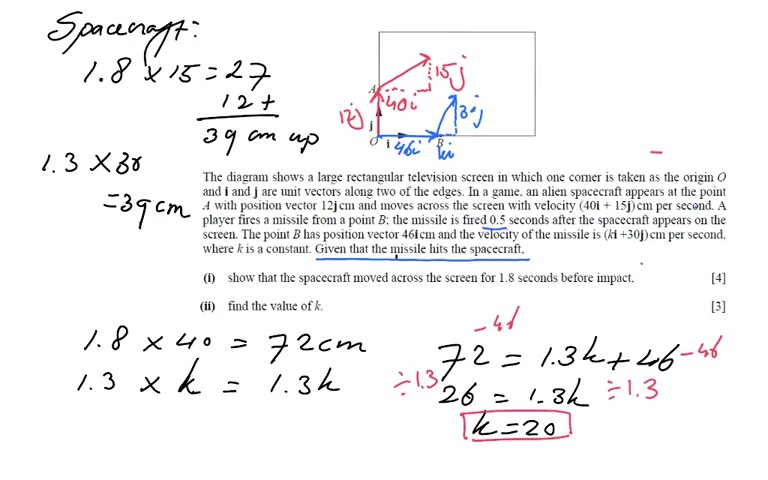 Spacecraft:
1.8 × 15 = 27
12 +
39 cm up
1.3 × 30
= 39 cm
A
15j
40i
12j
j
30j
O
i
46i
B
ki
The diagram shows a large rectangular television screen in which one corner is taken as the origin O
and i and j are unit vectors along two of the edges. In a game, an alien spacecraft appears at the point
A with position vector 12j cm and moves across the screen with velocity (40i + 15j) cm per second. A
player fires a missile from a point B; the missile is fired 0.5 seconds after the spacecraft appears on the
screen. The point B has position vector 46i cm and the velocity of the missile is (ki +30j) cm per second,
where k is a constant. Given that the missile hits the spacecraft,
(i) show that the spacecraft moved across the screen for 1.8 seconds before impact, [4]
(ii) find the value of k. [3]
1.8 × 40 = 72 cm
1.3 × k = 1.3k
-46
72 = 1.3k + 46 -46
÷1.3 26 = 1.3k ÷1.3
k = 20